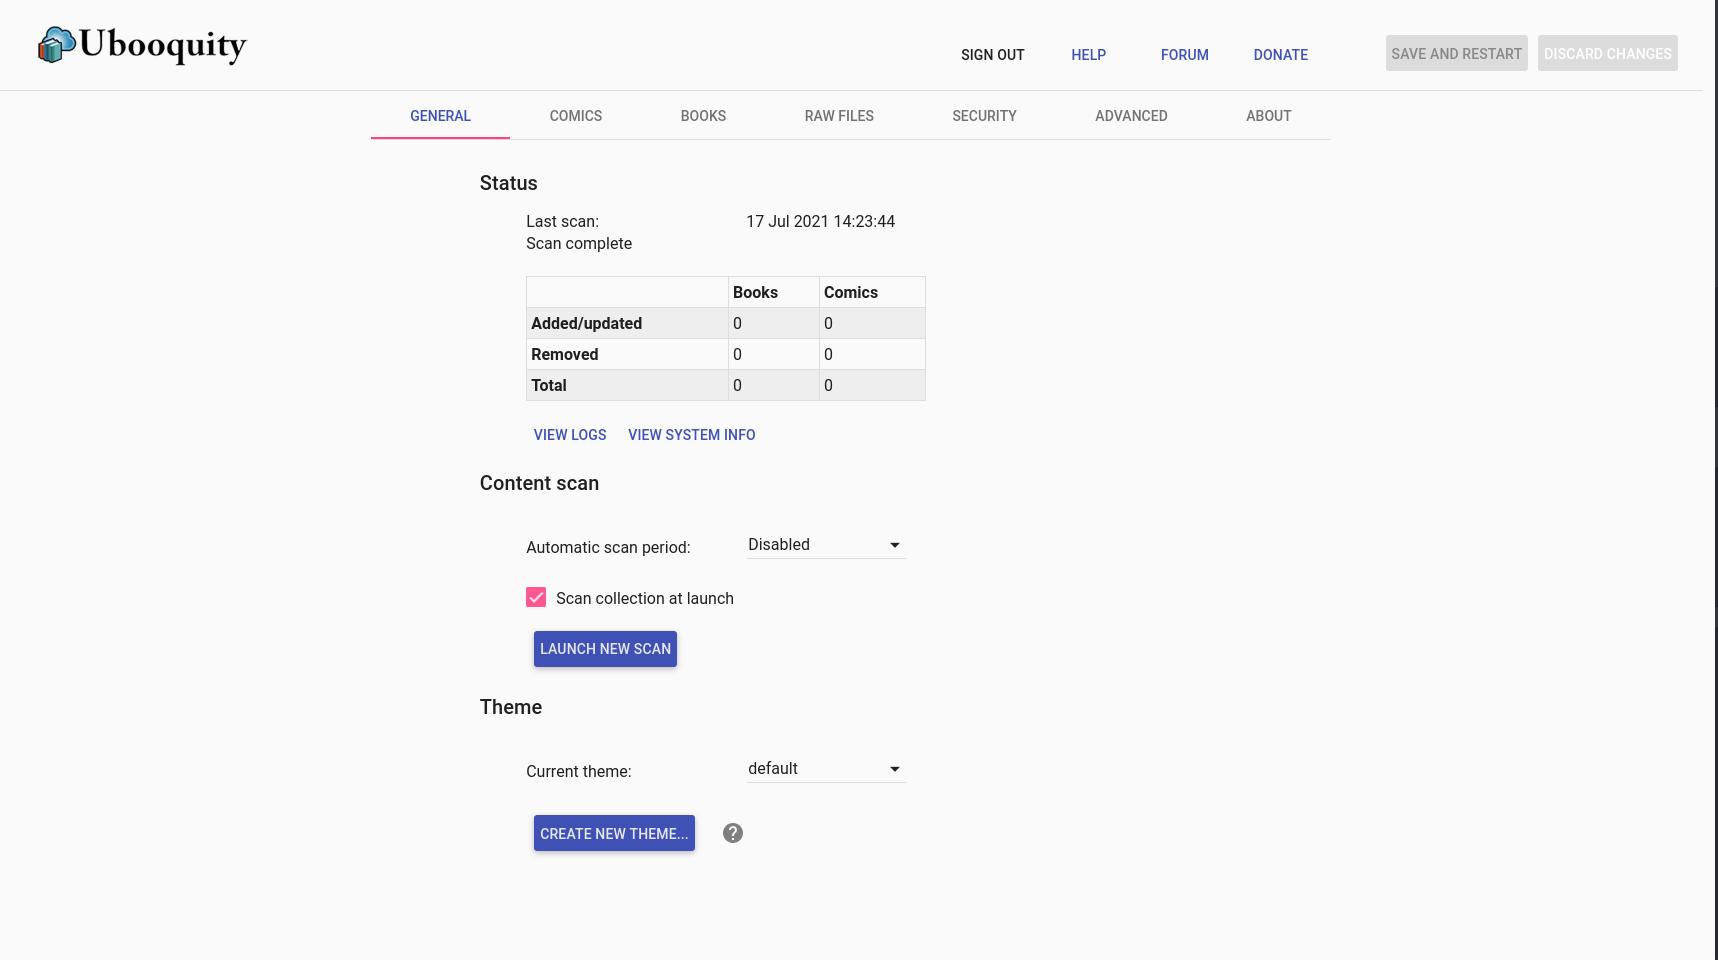 Ubooquity
SIGN OUT HELP FORUM DONATE SAVE AND RESTART DISCARD CHANGES
GENERAL COMICS BOOKS RAW FILES SECURITY ADVANCED ABOUT
Status
Last scan: 17 Jul 2021 14:23:44
Scan complete
Books Comics
Added/updated 0 0
Removed 0 0
Total 0 0
VIEW LOGS VIEW SYSTEM INFO
Content scan
Automatic scan period: Disabled
Scan collection at launch
LAUNCH NEW SCAN
Theme
Current theme: default
CREATE NEW THEME... ?